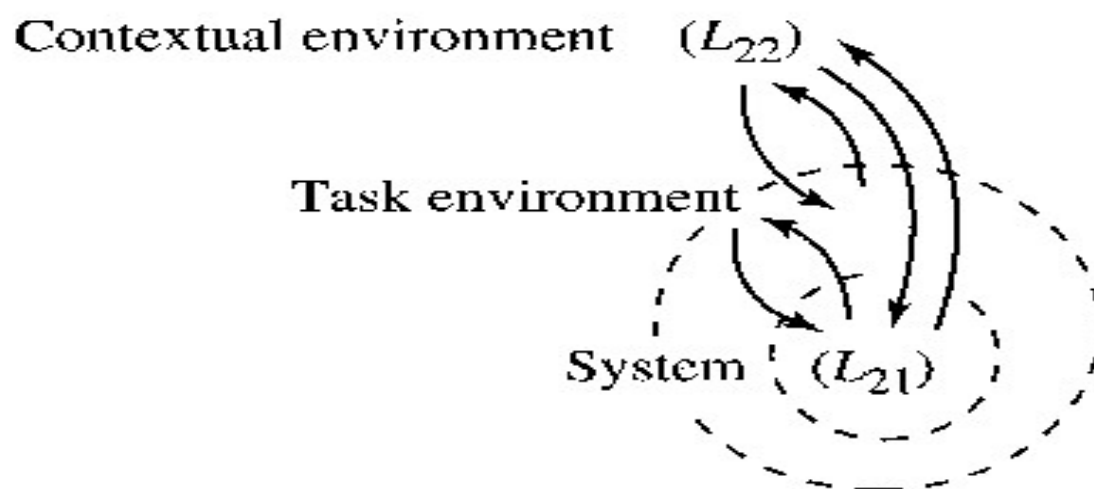 Contextual environment (L22)
Task environment
System (L21)